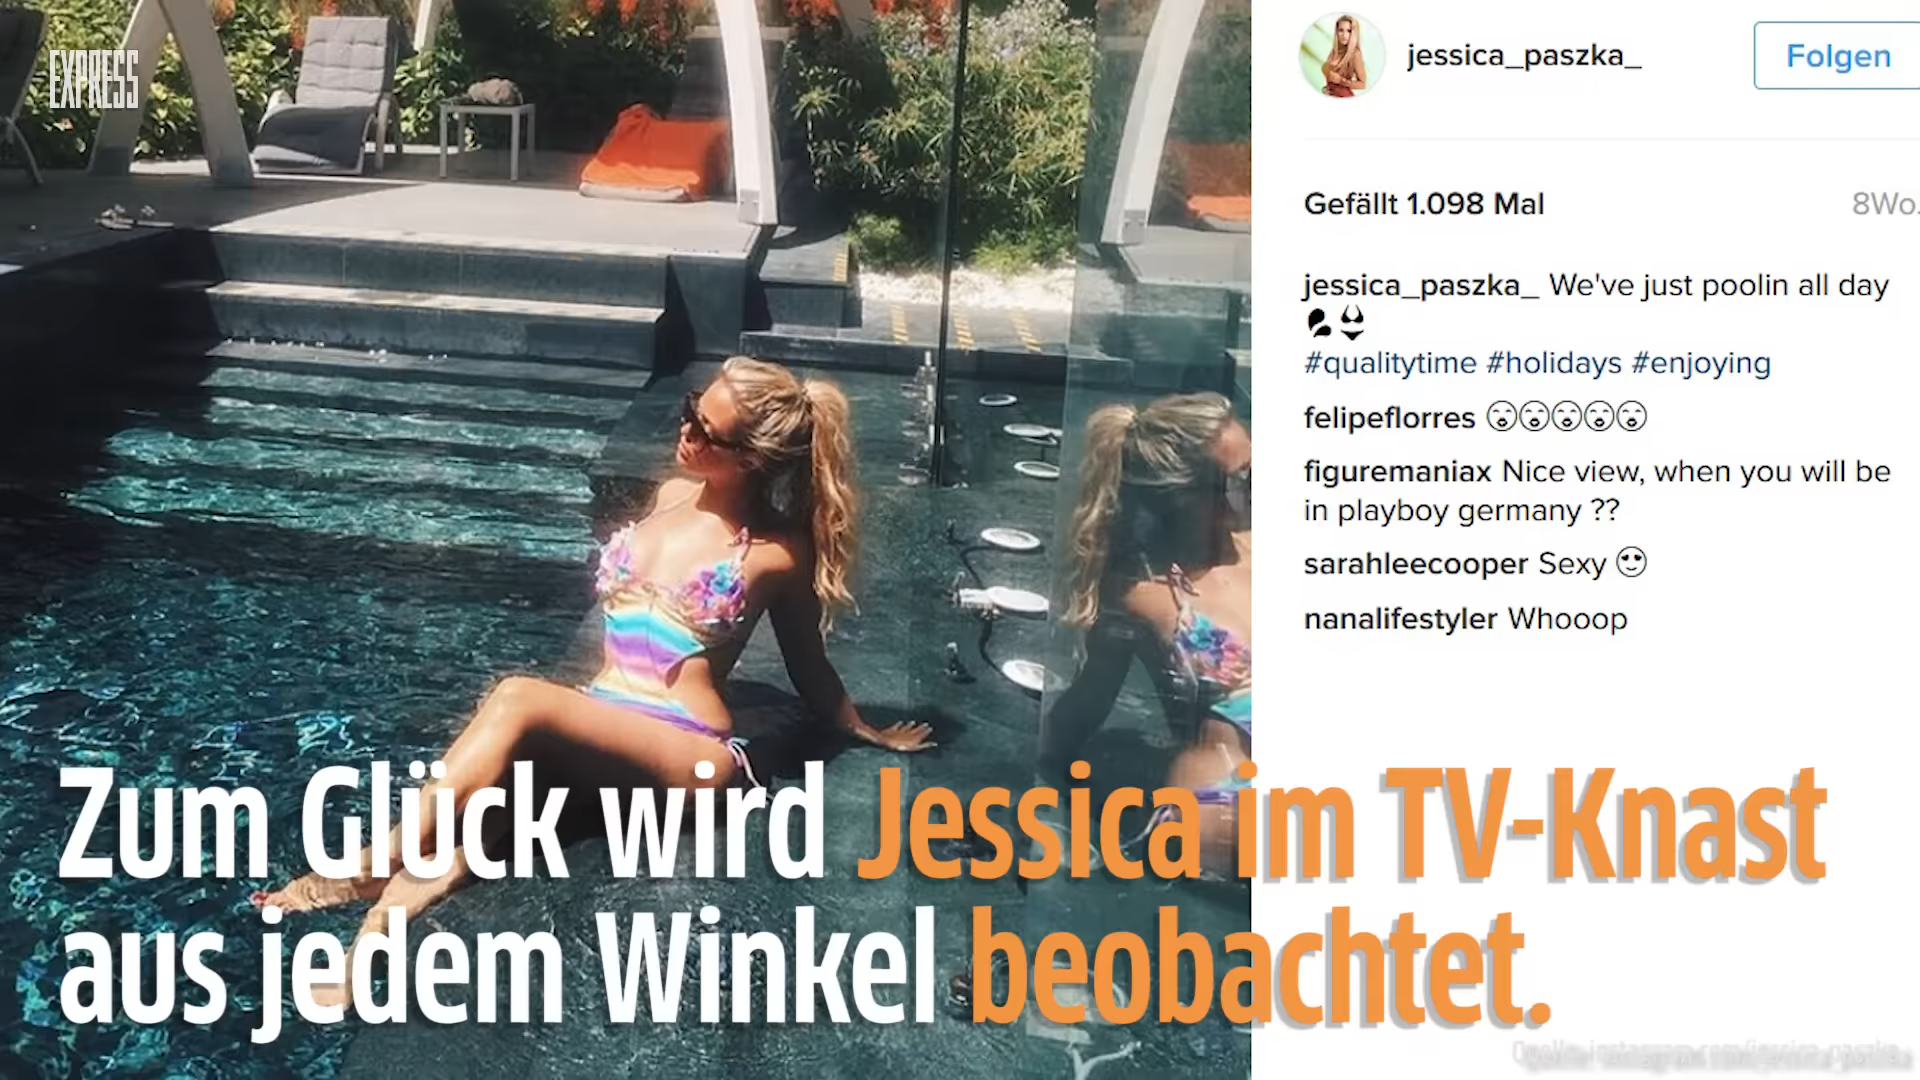 EXPRESS
jessica_paszka_
Folgen
Gefällt 1.098 Mal
8Wo.
jessica_paszka_ We've just poolin all day
#qualitytime #holidays #enjoying
felipeflorres
figuremaniax Nice view, when you will be
in playboy germany ??
sarahleecooper Sexy
nanalifestyler Whooop
Zum Glück wird Jessica im TV-Knast
aus jedem Winkel beobachtet.